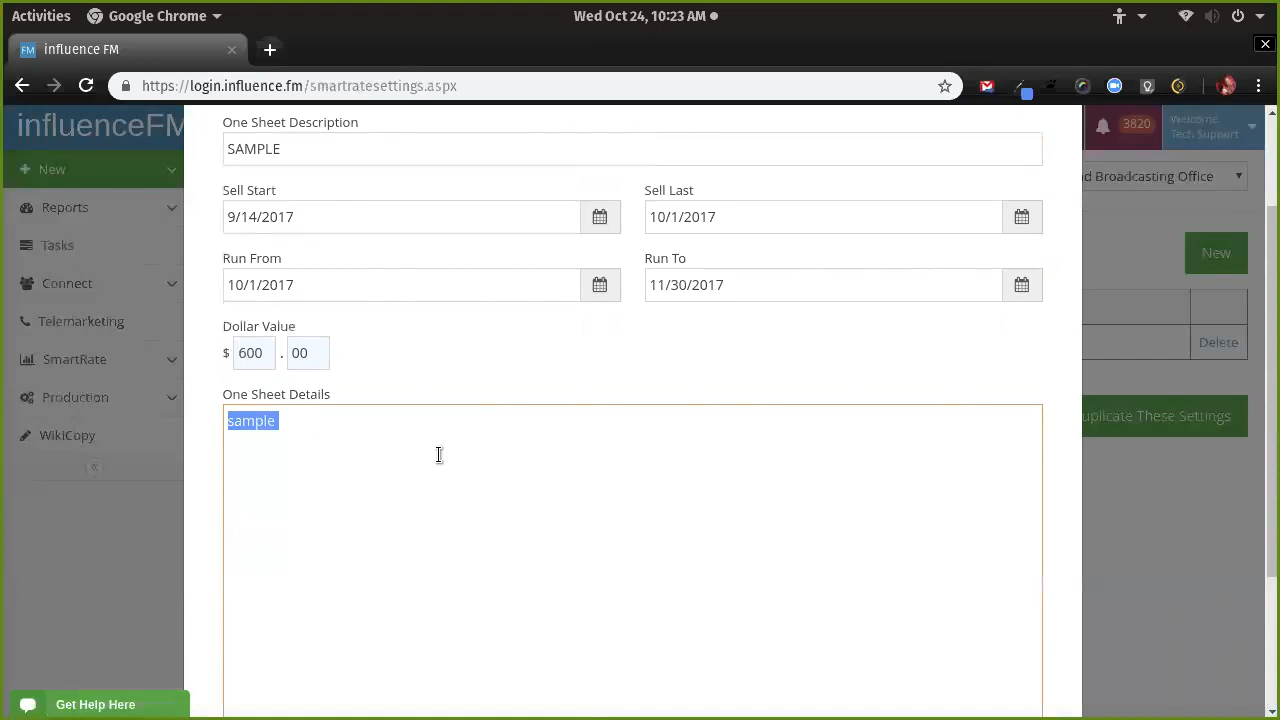 Activities Google Chrome Wed Oct 24, 10:23 AM
FM influence FM
https://login.influence.fm/smartratesettings.aspx
influenceFM
3820
Welcome,
Tech Support
New
Reports
Tasks
Connect
Telemarketing
SmartRate
Production
WikiCopy
One Sheet Description
SAMPLE
Sell Start Sell Last
9/14/2017 10/1/2017
Run From Run To
10/1/2017 11/30/2017
Dollar Value
$ 600 . 00
One Sheet Details
sample
d Broadcasting Office
New
Delete
uplicate These Settings
Get Help Here